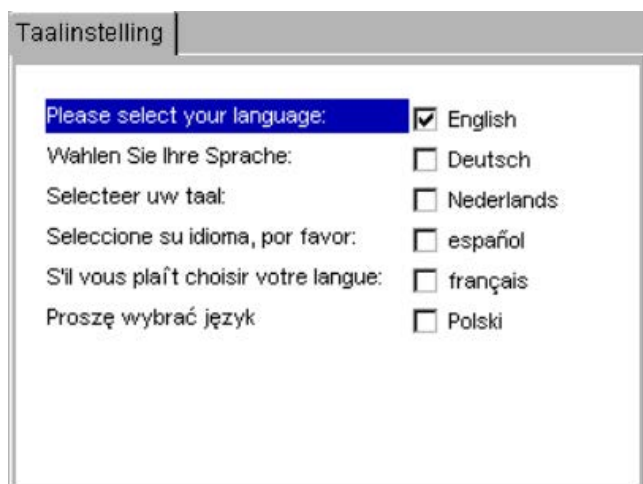 Taalinstelling
Please select your language: English
Wahlen Sie Ihre Sprache: Deutsch
Selecteer uw taal: Nederlands
Seleccione su idioma, por favor: español
S'il vous plaît choisir votre langue: français
Proszę wybrać język Polski